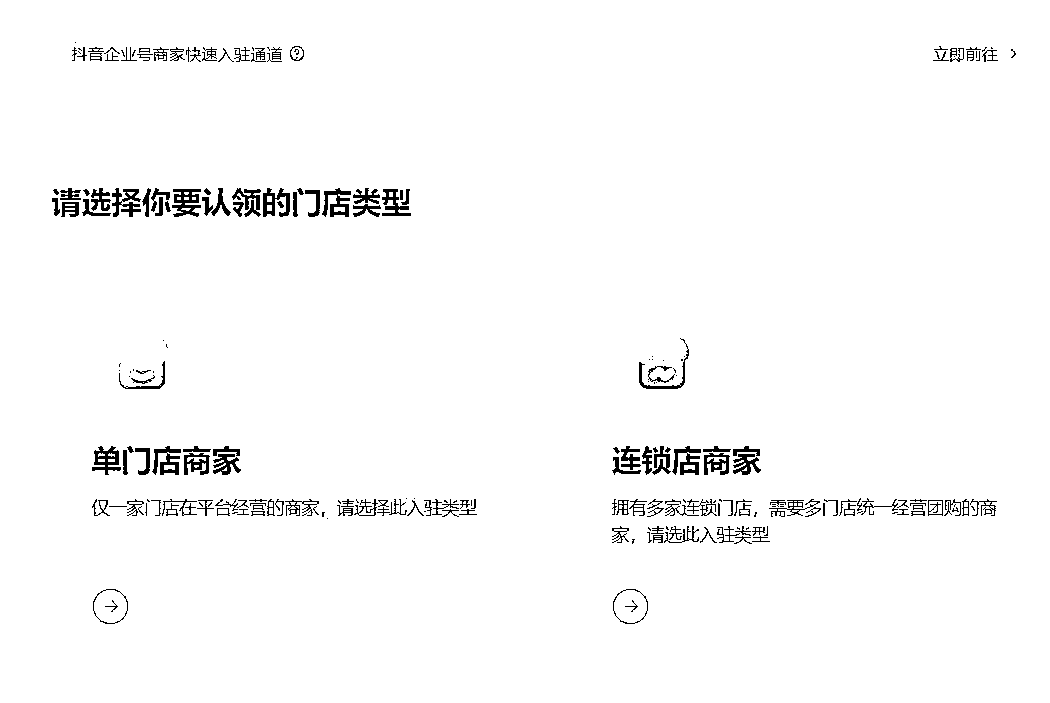 抖音企业号商家快速入驻通道
立即前往
请选择你要认领的门店类型
单门店商家
仅一家门店在平台经营的商家，请选择此入驻类型
连锁店商家
拥有多家连锁门店，需要多门店统一经营团购的商
家，请选此入驻类型